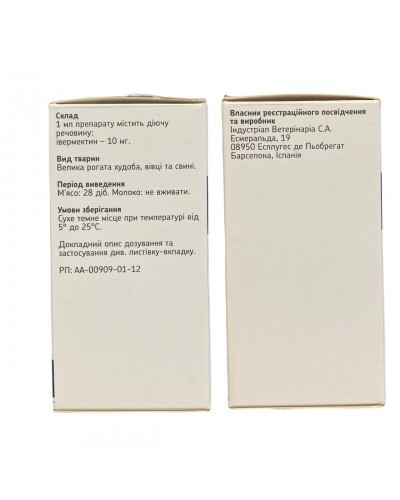 Склад
1 мл препарату містить діючу
речовину:
івермектин – 10 мг.
Вид тварин
Велика рогата худоба, вівці та свині.
Період виведення
М'ясо: 28 діб. Молоко: не вживати.
Умови зберігання
Сухе темне місце при температурі від
5° до 25°С.
Докладний опис дозування та
застосування див. листівку-вкладку.
РП: АА-00909-01-12
Власник реєстраційного посвідчення
та виробник
Індустріал Ветерінаріа С.А.
Есмеральда, 19
08950 Есплугес де Льобрегат
Барселона, Іспанія